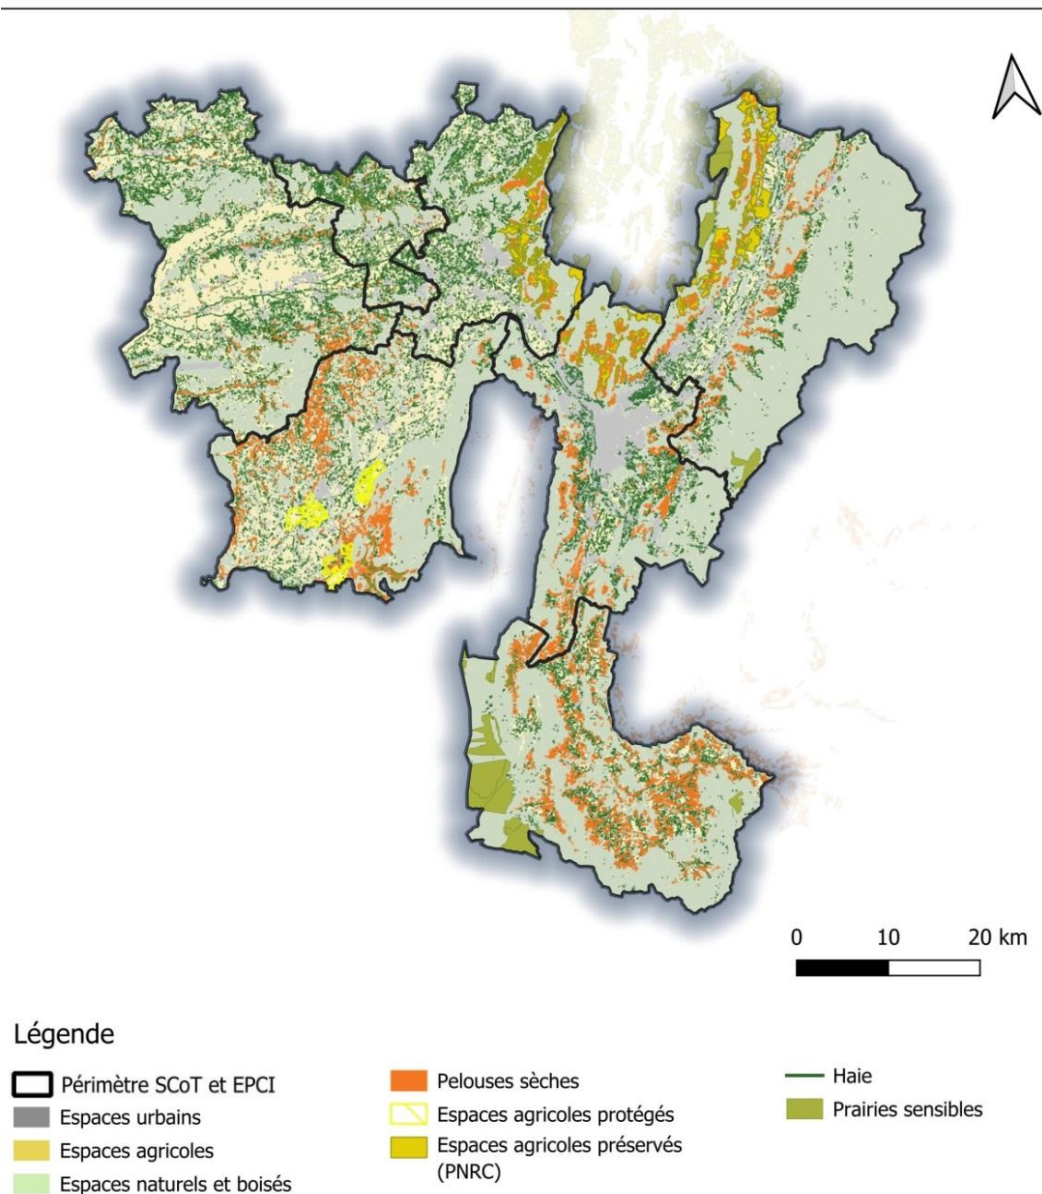 0 10 20 km
Légende
Périmètre SCoT et EPCI
Espaces urbains
Espaces agricoles
Espaces naturels et boisés
Pelouses sèches
Espaces agricoles protégés
Espaces agricoles préservés
(PNRC)
Haie
Prairies sensibles